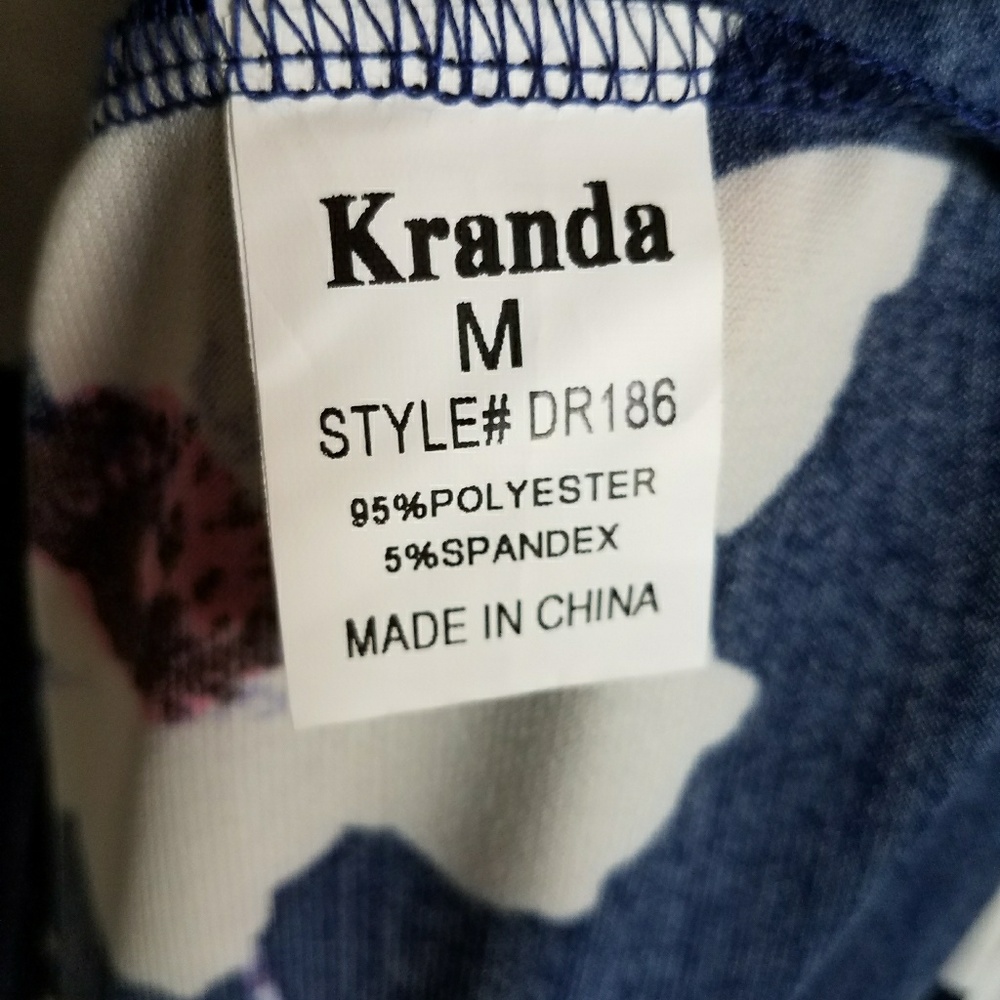 Kranda
M
STYLE# DR186
95%POLYESTER
5%SPANDEX
MADE IN CHINA